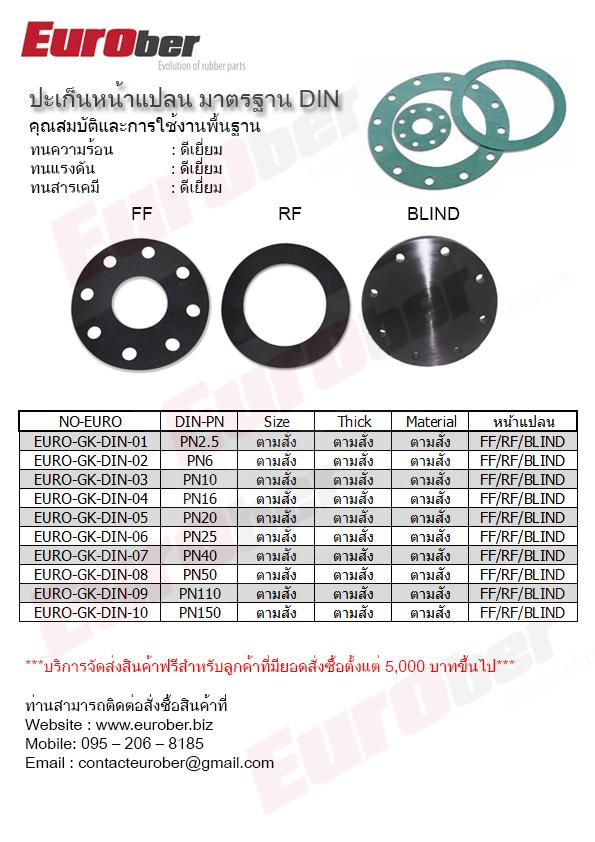 EUROber
Evolution of rubber parts
ปะเก็นหน้าแปลน มาตรฐาน DIN
คุณสมบัติและการใช้งานพื้นฐาน
ทนความร้อน : ดีเยี่ยม
ทนแรงดัน : ดีเยี่ยม
ทนสารเคมี : ดีเยี่ยม
FF RF BLIND
NO-EURO DIN-PN Size Thick Material หน้าแปลน
EURO-GK-DIN-01 PN2.5 ตามสั่ง ตามสั่ง ตามสั่ง FF/RF/BLIND
EURO-GK-DIN-02 PN6 ตามสั่ง ตามสั่ง ตามสั่ง FF/RF/BLIND
EURO-GK-DIN-03 PN10 ตามสั่ง ตามสั่ง ตามสั่ง FF/RF/BLIND
EURO-GK-DIN-04 PN16 ตามสั่ง ตามสั่ง ตามสั่ง FF/RF/BLIND
EURO-GK-DIN-05 PN20 ตามสั่ง ตามสั่ง ตามสั่ง FF/RF/BLIND
EURO-GK-DIN-06 PN25 ตามสั่ง ตามสั่ง ตามสั่ง FF/RF/BLIND
EURO-GK-DIN-07 PN40 ตามสั่ง ตามสั่ง ตามสั่ง FF/RF/BLIND
EURO-GK-DIN-08 PN50 ตามสั่ง ตามสั่ง ตามสั่ง FF/RF/BLIND
EURO-GK-DIN-09 PN110 ตามสั่ง ตามสั่ง ตามสั่ง FF/RF/BLIND
EURO-GK-DIN-10 PN150 ตามสั่ง ตามสั่ง ตามสั่ง FF/RF/BLIND
***บริการจัดส่งสินค้าฟรีสำหรับลูกค้าที่มียอดสั่งซื้อตั้งแต่ 5,000 บาทขึ้นไป***
ท่านสามารถติดต่อสั่งซื้อสินค้าที่
Website : www.eurober.biz
Mobile: 095 – 206 – 8185
Email : contacteurober@gmail.com